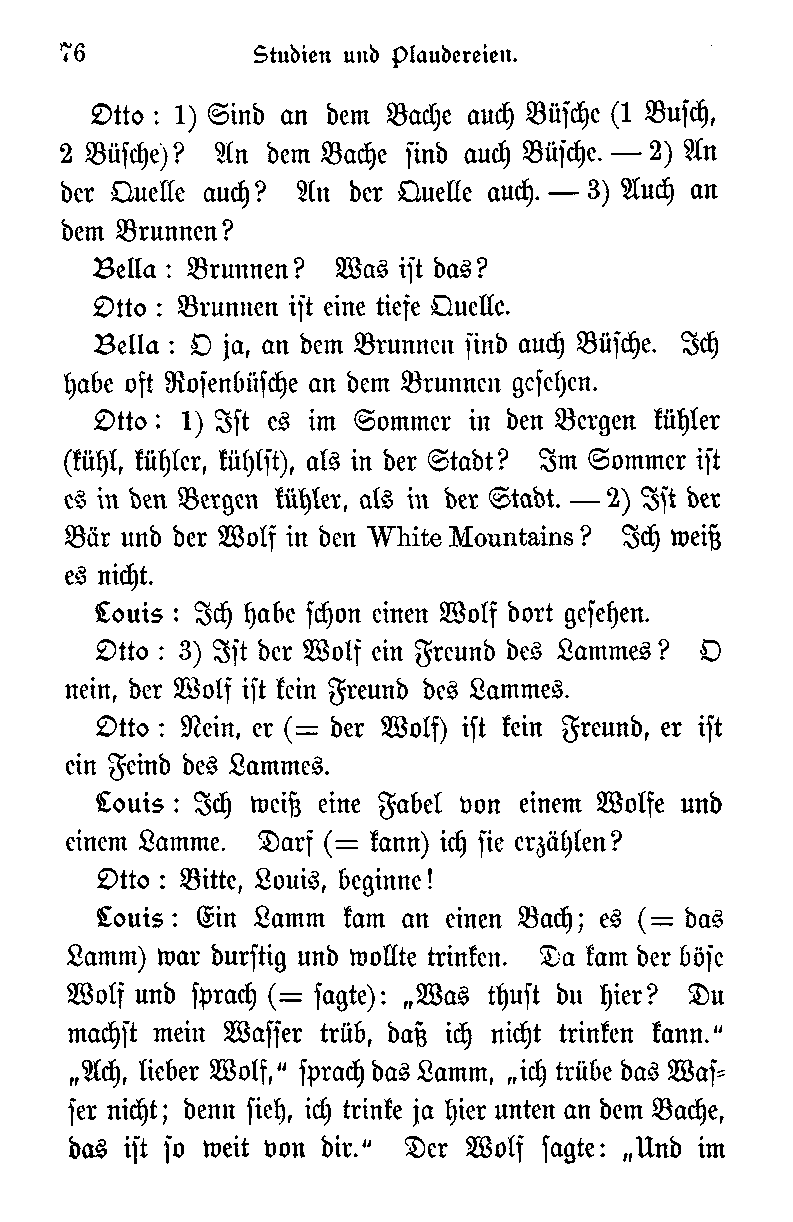 76 Studien und Plaudereien.
Otto : 1) Sind an dem Bache auch Büsche (1 Busch,
2 Büsche)? An dem Bache sind auch Büsche. — 2) An
der Quelle auch? An der Quelle auch. — 3) Auch an
dem Brunnen?
Bella : Brunnen? Was ist das?
Otto : Brunnen ist eine tiefe Quelle.
Bella : O ja, an dem Brunnen sind auch Büsche. Ich
habe oft Rosenbüsche an dem Brunnen gesehen.
Otto : 1) Ist es im Sommer in den Bergen kühler
(kühl, kühler, kühlst), als in der Stadt? Im Sommer ist
es in den Bergen kühler, als in der Stadt. — 2) Ist der
Bär und der Wolf in den White Mountains? Ich weiß
es nicht.
Louis : Ich habe schon einen Wolf dort gesehen.
Otto : 3) Ist der Wolf ein Freund des Lammes? O
nein, der Wolf ist kein Freund des Lammes.
Otto : Nein, er (= der Wolf) ist kein Freund, er ist
ein Feind des Lammes.
Louis : Ich weiß eine Fabel von einem Wolfe und
einem Lamme. Darf (= kann) ich sie erzählen?
Otto : Bitte, Louis, beginne!
Louis : Ein Lamm kam an einen Bach; es (= das
Lamm) war durstig und wollte trinken. Da kam der böse
Wolf und sprach (= sagte): „Was thust du hier? Du
machst mein Wasser trüb, daß ich nicht trinken kann."
„Ach, lieber Wolf," sprach das Lamm, „ich trübe das Was-
ser nicht; denn sieh, ich trinke ja hier unten an dem Bache,
das ist so weit von dir." Der Wolf sagte: „Und im